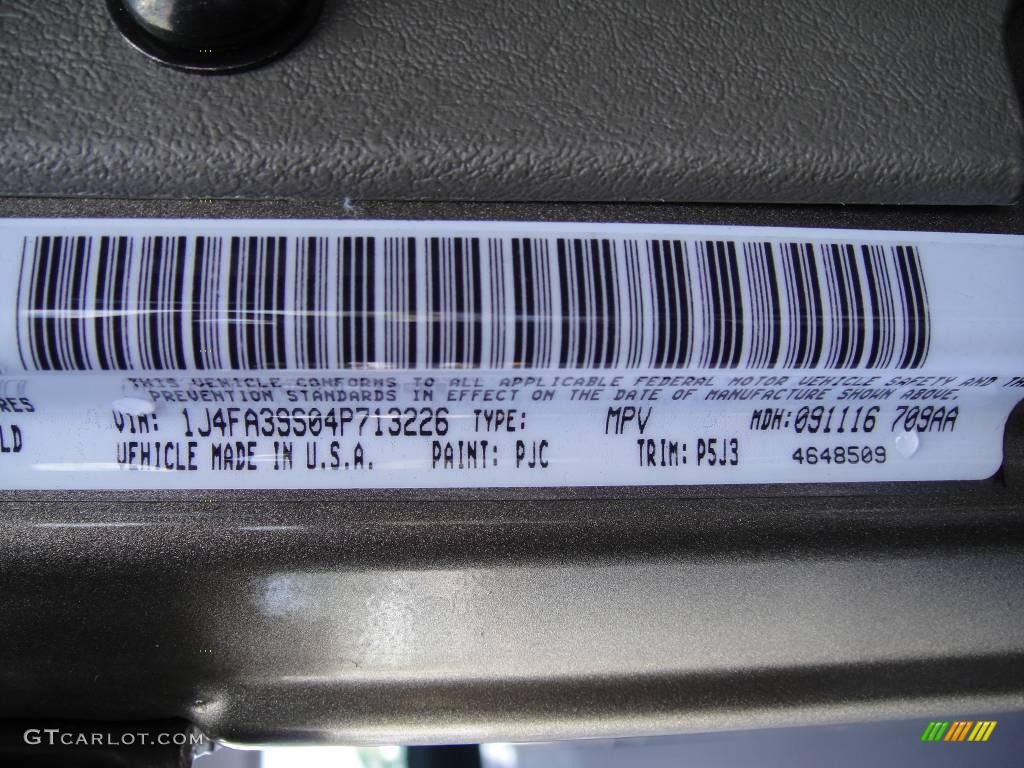 THIS VEHICLE CONFORMS TO ALL APPLICABLE FEDERAL MOTOR VEHICLE SAFETY AND
PREVENTION STANDARDS IN EFFECT ON THE DATE OF MANUFACTURE SHOWN ABOVE.
RES
VIN: 1J4FA39S04P713226 TYPE: MPV MDH: 091116 709AA
LD
VEHICLE MADE IN U.S.A. PAINT: PJC TRIM: P5J3 4648509
GTCARLOT.COM